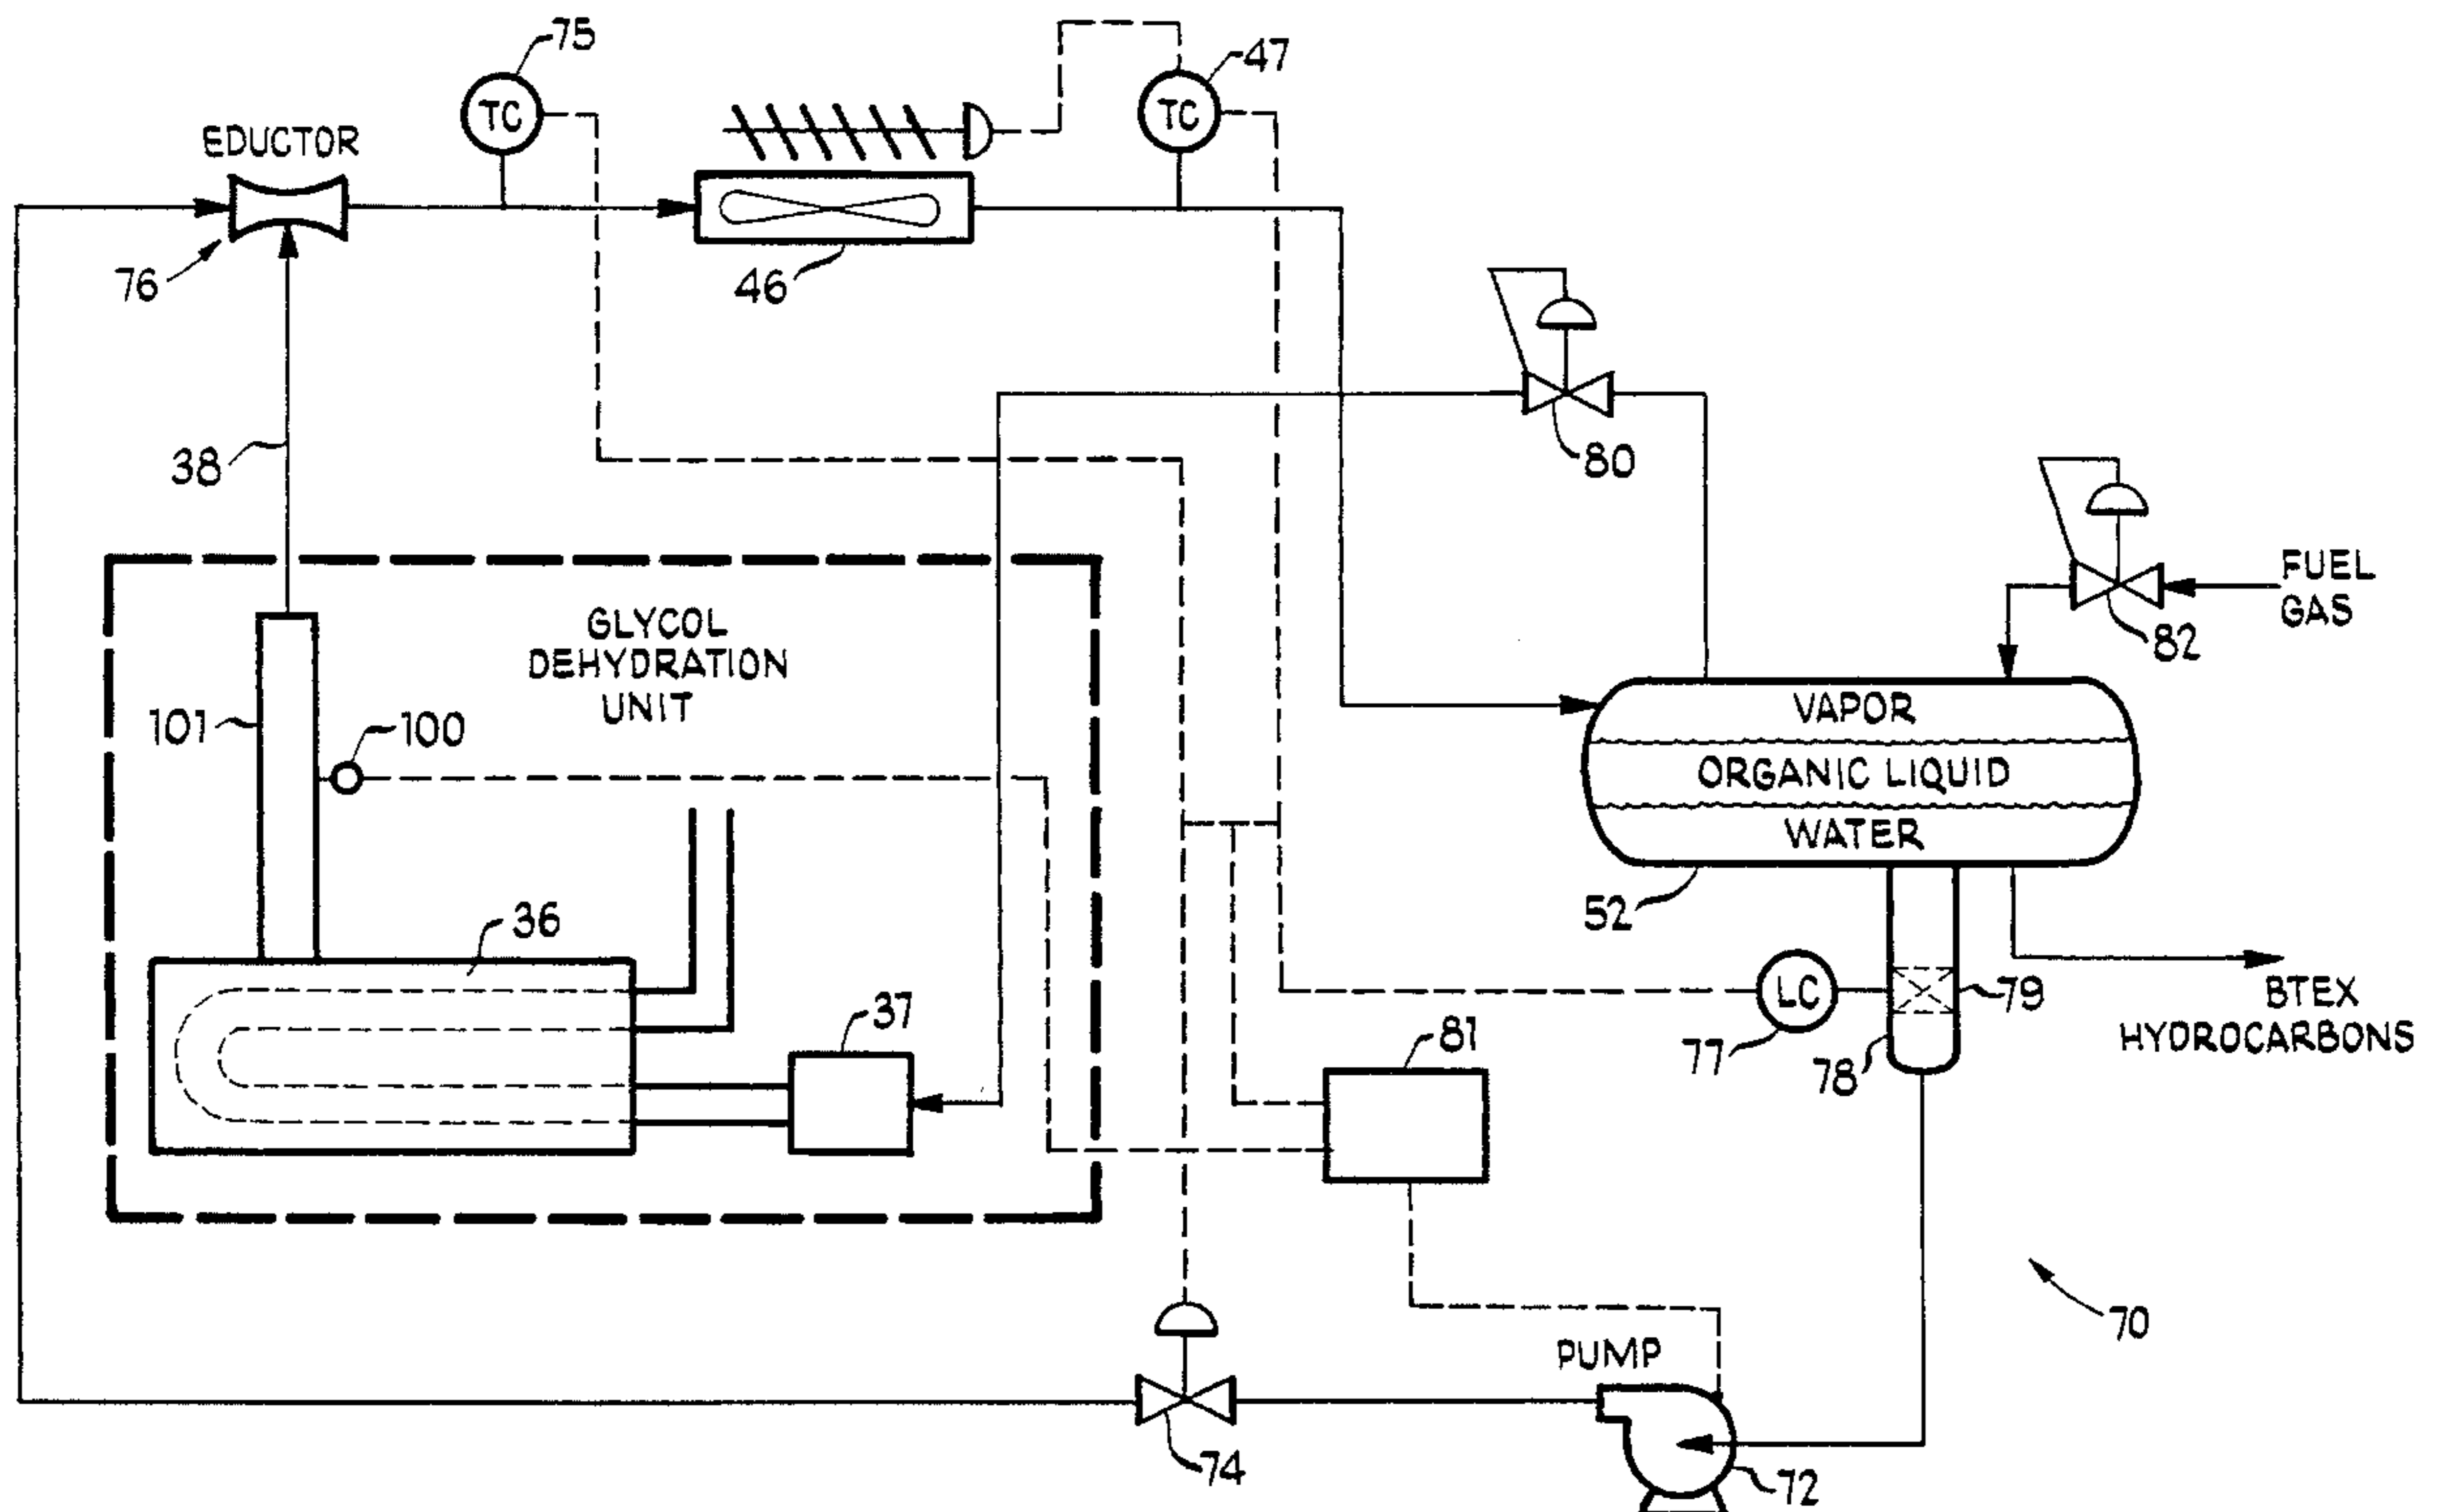 75
47
TC
TC
EDUCTOR
76
46
38
80
FUEL
GAS
82
GLYCOL
DEHYDRATION
UNIT
101
100
VAPOR
ORGANIC LIQUID
WATER
52
36
LC
79
BTEX
HYDROCARBONS
37
77
78
81
70
PUMP
74
72